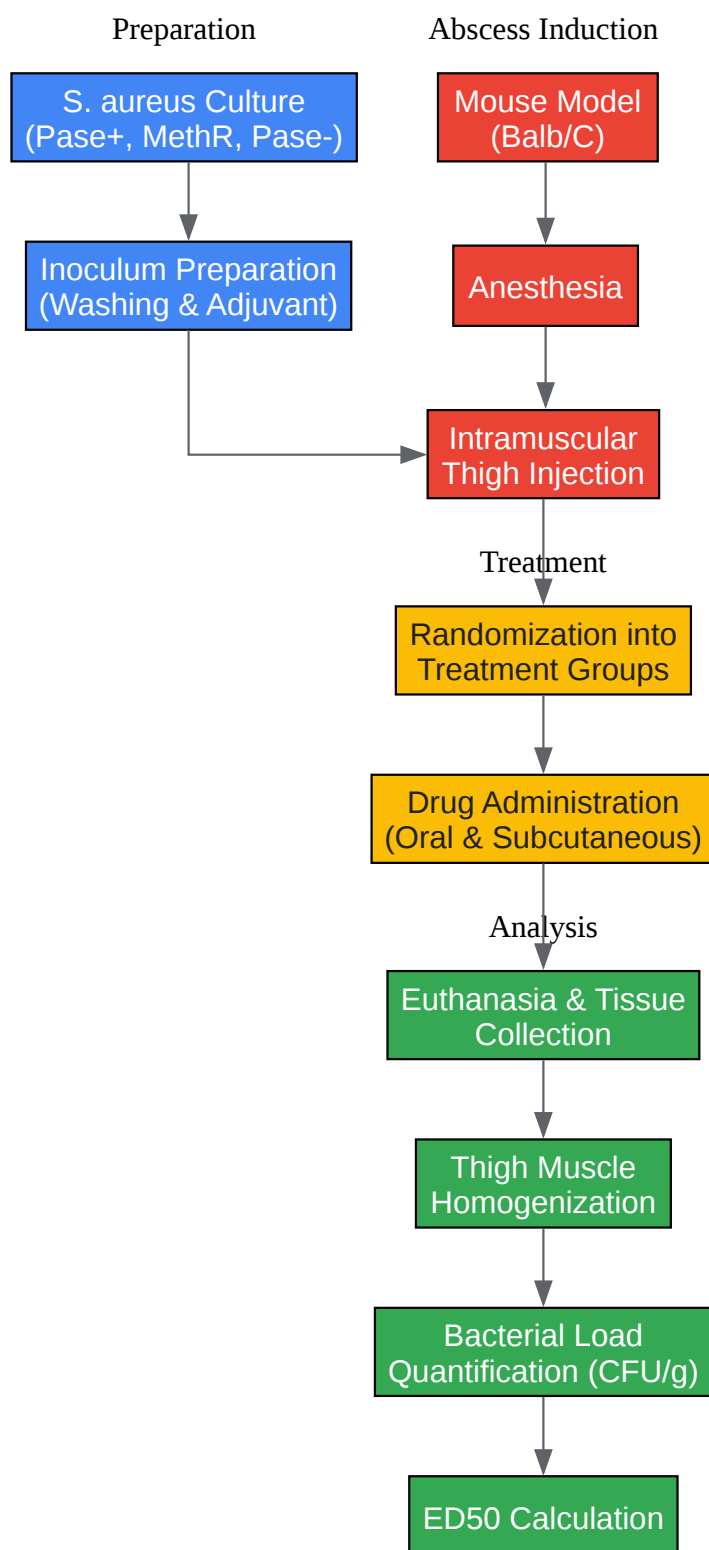 Preparation
Abscess Induction
S. aureus Culture
(Pase+, MethR, Pase-)
Mouse Model
(Balb/C)
Inoculum Preparation
(Washing & Adjuvant)
Anesthesia
Intramuscular
Thigh Injection
Treatment
Randomization into
Treatment Groups
Drug Administration
(Oral & Subcutaneous)
Analysis
Euthanasia & Tissue
Collection
Thigh Muscle
Homogenization
Bacterial Load
Quantification (CFU/g)
ED50 Calculation